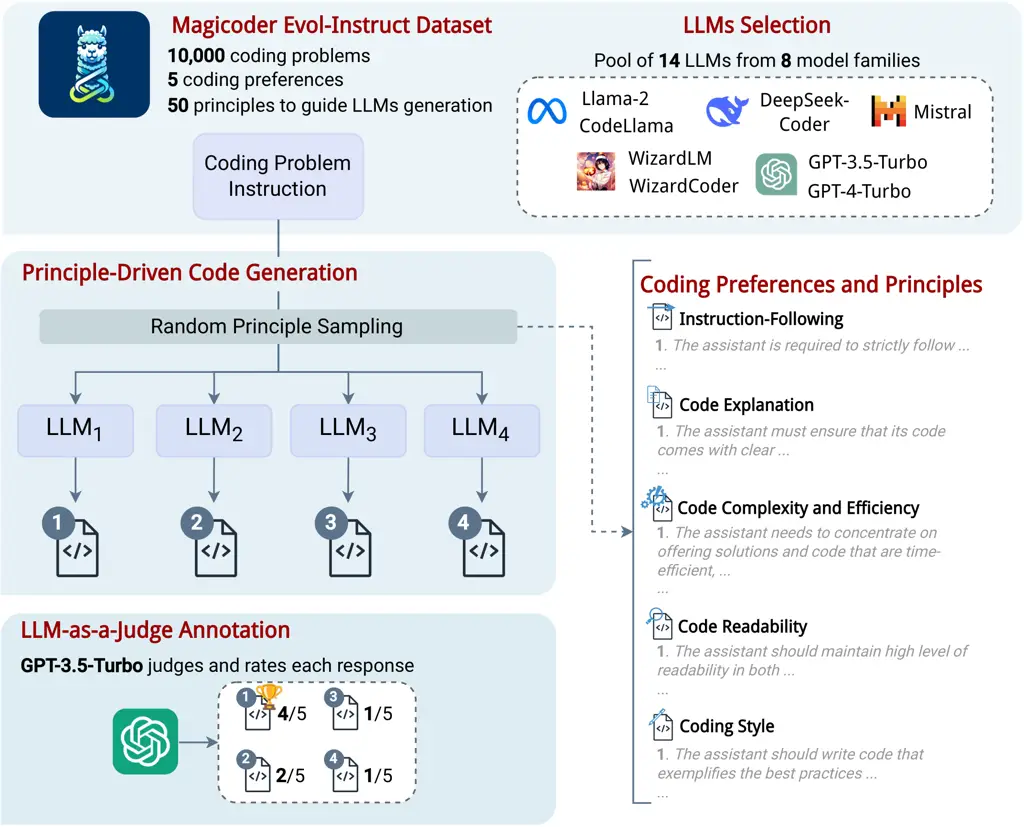 Magicoder Evol-Instruct Dataset
10,000 coding problems
5 coding preferences
50 principles to guide LLMs generation
Coding Problem
Instruction
LLMs Selection
Pool of 14 LLMs from 8 model families
Llama-2
CodeLlama
DeepSeek-
Coder
Mistral
WizardLM
WizardCoder
GPT-3.5-Turbo
GPT-4-Turbo
Principle-Driven Code Generation
Random Principle Sampling
LLM1
LLM2
LLM3
LLM4
1
</>
2
</>
3
</>
4
</>
LLM-as-a-Judge Annotation
GPT-3.5-Turbo judges and rates each response
1 </> 4/5
3 </> 1/5
2 </> 2/5
4 </> 1/5
Coding Preferences and Principles
</> Instruction-Following
1. The assistant is required to strictly follow ...
...
</> Code Explanation
1. The assistant must ensure that its code
comes with clear ...
...
</> Code Complexity and Efficiency
1. The assistant needs to concentrate on
offering solutions and code that are time-
efficient, ...
...
</> Code Readability
1. The assistant should maintain high level of
readability in both ...
...
</> Coding Style
1. The assistant should write code that
exemplifies the best practices ...
...